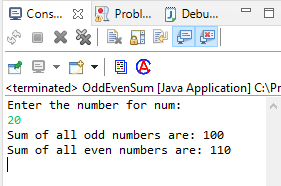 Cons... Probl... Debu...
<terminated> OddEvenSum [Java Application] C:\Pr
Enter the number for num:
20
Sum of all odd numbers are: 100
Sum of all even numbers are: 110